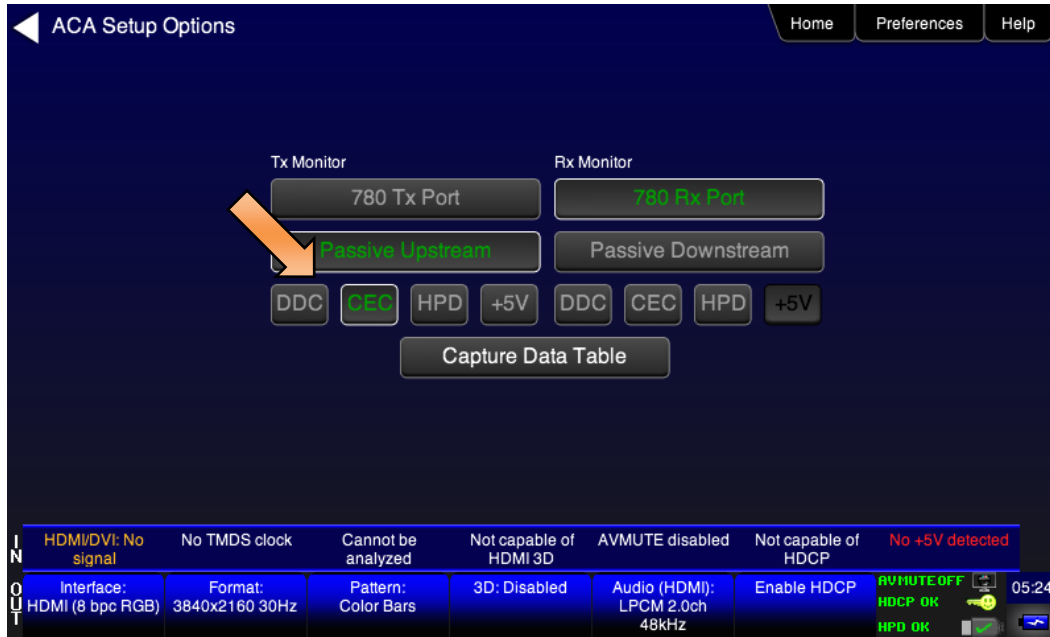 ACA Setup Options
Home
Preferences
Help
Tx Monitor
Rx Monitor
780 Tx Port
780 Rx Port
Passive Upstream
Passive Downstream
DDC
CEC
HPD
+5V
DDC
CEC
HPD
+5V
Capture Data Table
IN
HDMI/DVI: No
signal
No TMDS clock
Cannot be
analyzed
Not capable of
HDMI 3D
AVMUTE disabled
Not capable of
HDCP
No +5V detected
OUT
Interface:
HDMI (8 bpc RGB)
Format:
3840x2160 30Hz
Pattern:
Color Bars
3D: Disabled
Audio (HDMI):
LPCM 2.0ch
48kHz
Enable HDCP
AVMUTE OFF
HDCP OK
HPD OK
05:24